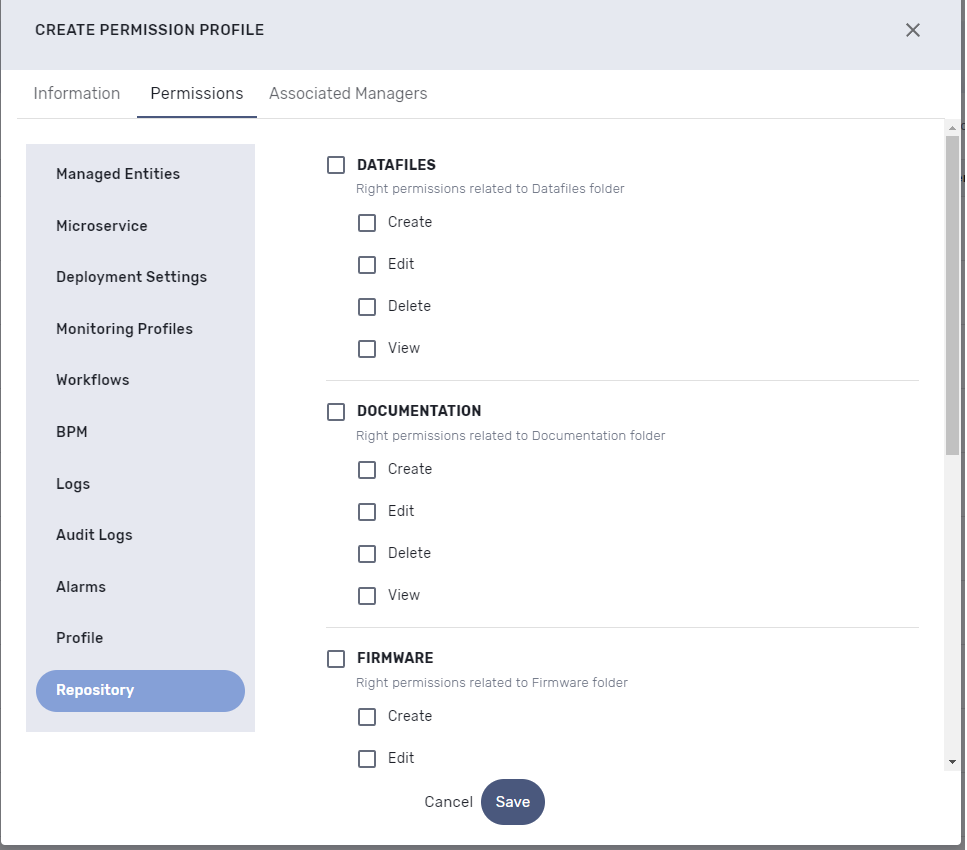 CREATE PERMISSION PROFILE
Information Permissions Associated Managers
Managed Entities
Microservice
Deployment Settings
Monitoring Profiles
Workflows
BPM
Logs
Audit Logs
Alarms
Profile
Repository
DATAFILES
Right permissions related to Datafiles folder
Create
Edit
Delete
View
DOCUMENTATION
Right permissions related to Documentation folder
Create
Edit
Delete
View
FIRMWARE
Right permissions related to Firmware folder
Create
Edit
Cancel Save